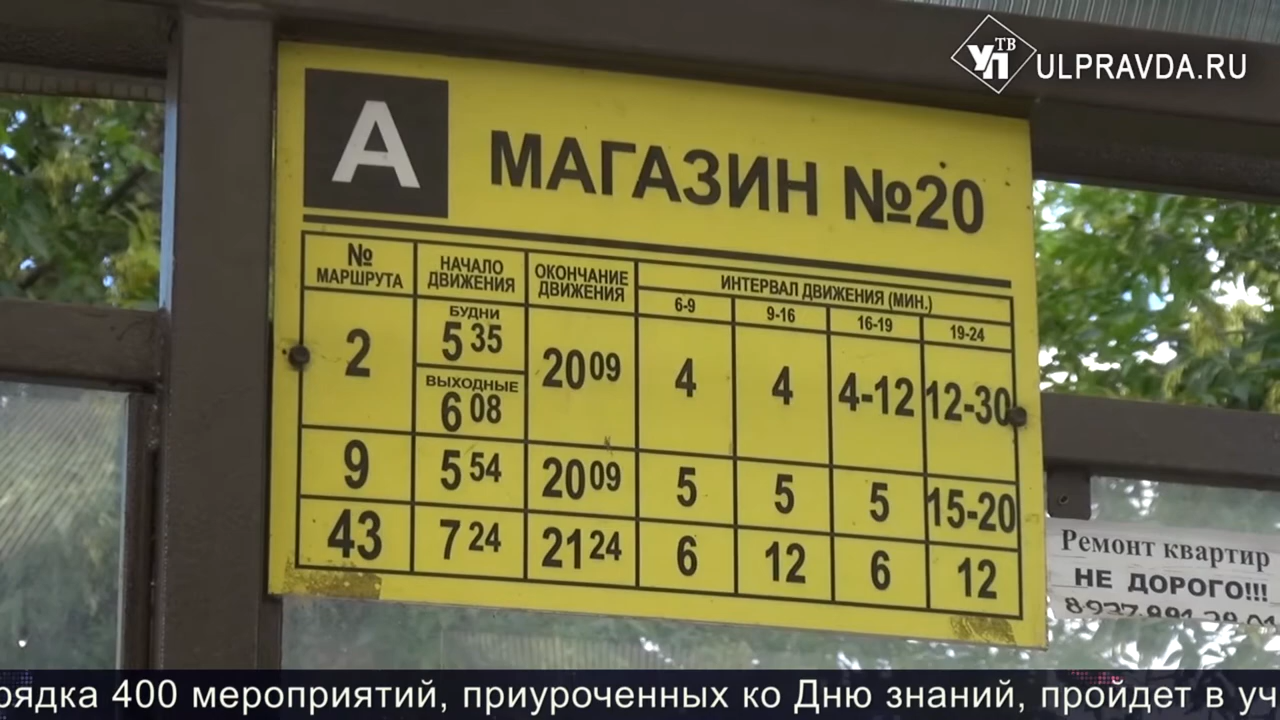 УП ТВ ULPRAVDA.RU
А МАГАЗИН №20
№ МАРШРУТА НАЧАЛО ДВИЖЕНИЯ ОКОНЧАНИЕ ДВИЖЕНИЯ ИНТЕРВАЛ ДВИЖЕНИЯ (МИН.)
6-9 9-16 16-19 19-24
2 БУДНИ 5 35 20 09 4 4 4-12 12-30
ВЫХОДНЫЕ 6 08
9 5 54 20 09 5 5 5 15-20
43 7 24 21 24 6 12 6 12
Ремонт квартир
НЕ ДОРОГО!!!
400 мероприятий, приуроченных ко Дню знаний, пройдет в